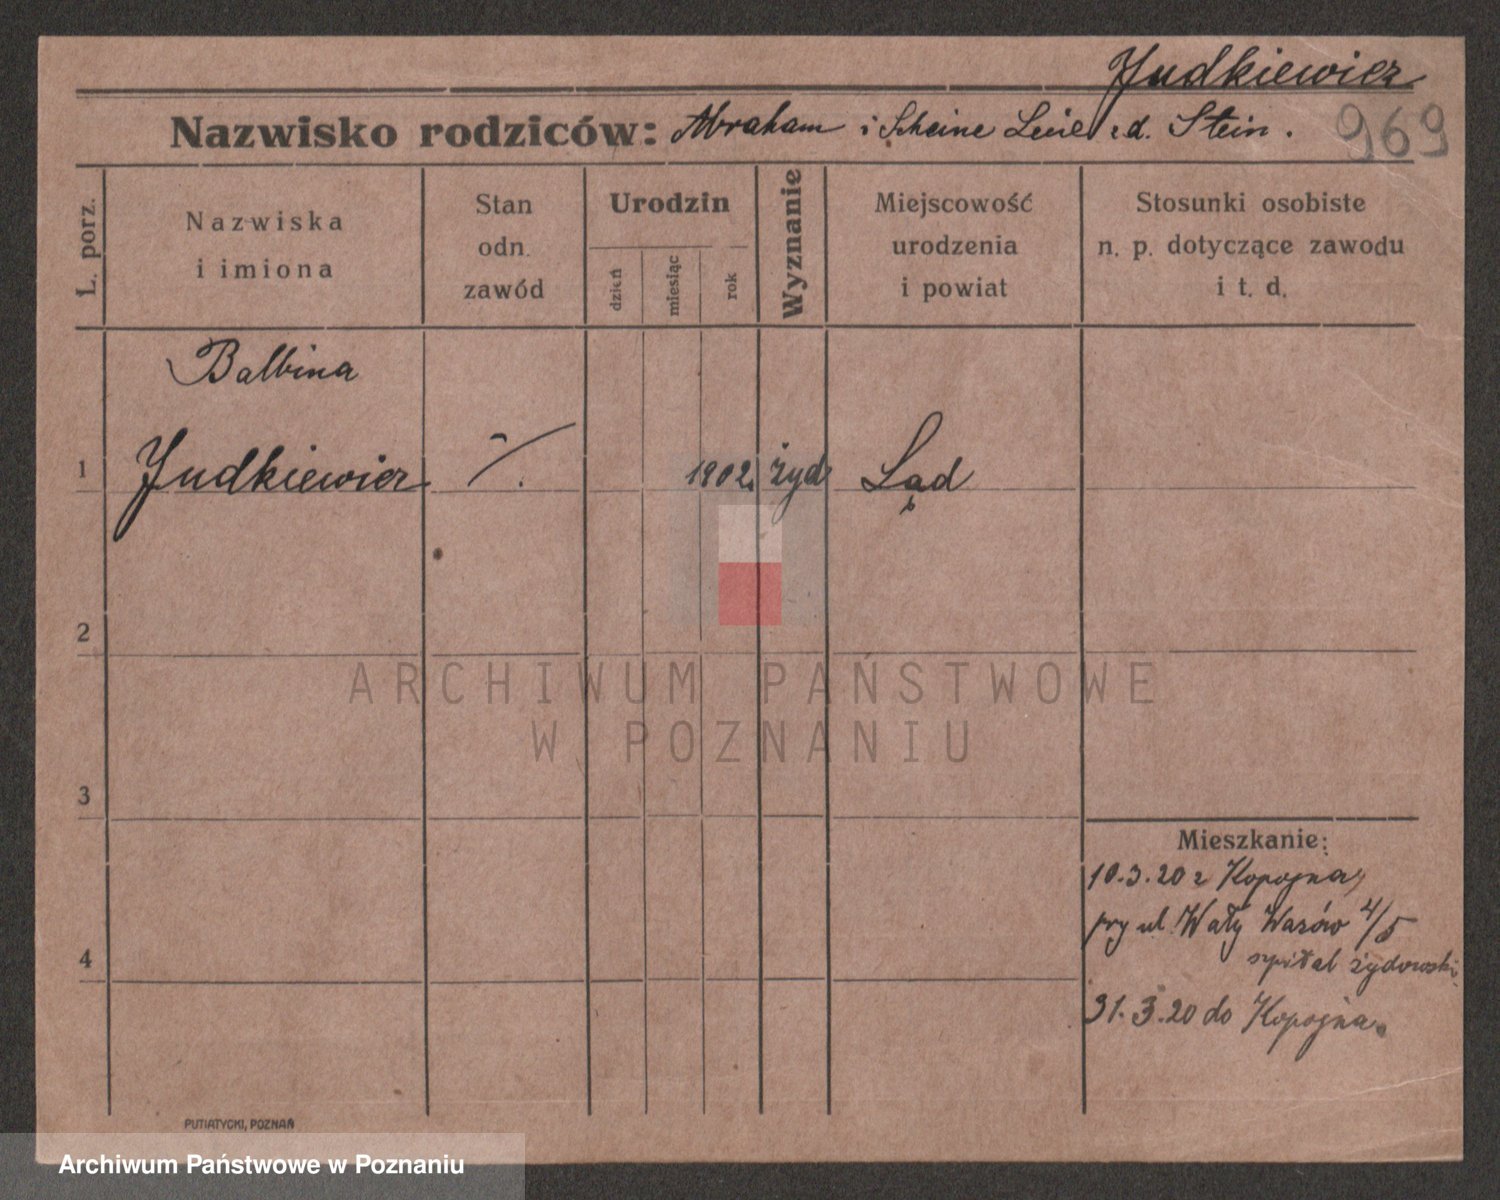 Judkiewicz
Nazwisko rodziców: Abraham i Scheine z d. Stein.
969
L. porz.
Nazwiska
i imiona
Stan
odn.
zawód
Urodzin
dzień
miesiąc
rok
Wyznanie
Miejscowość
urodzenia
i powiat
Stosunki osobiste
n. p. dotyczące zawodu
i t. d.
Balbina
1 Judkiewicz ./. 1902. żyd Ląd
2
3
4
Mieszkanie:
10.3.20 z Kopojna,
przy ul. Wały Wazów 4/5
szpital żydowski.
31.3.20 do Kopojna.
PUTIATYCKI, POZNAŃ
ARCHIWUM PAŃSTWOWE
W POZNANIU
Archiwum Państwowe w Poznaniu